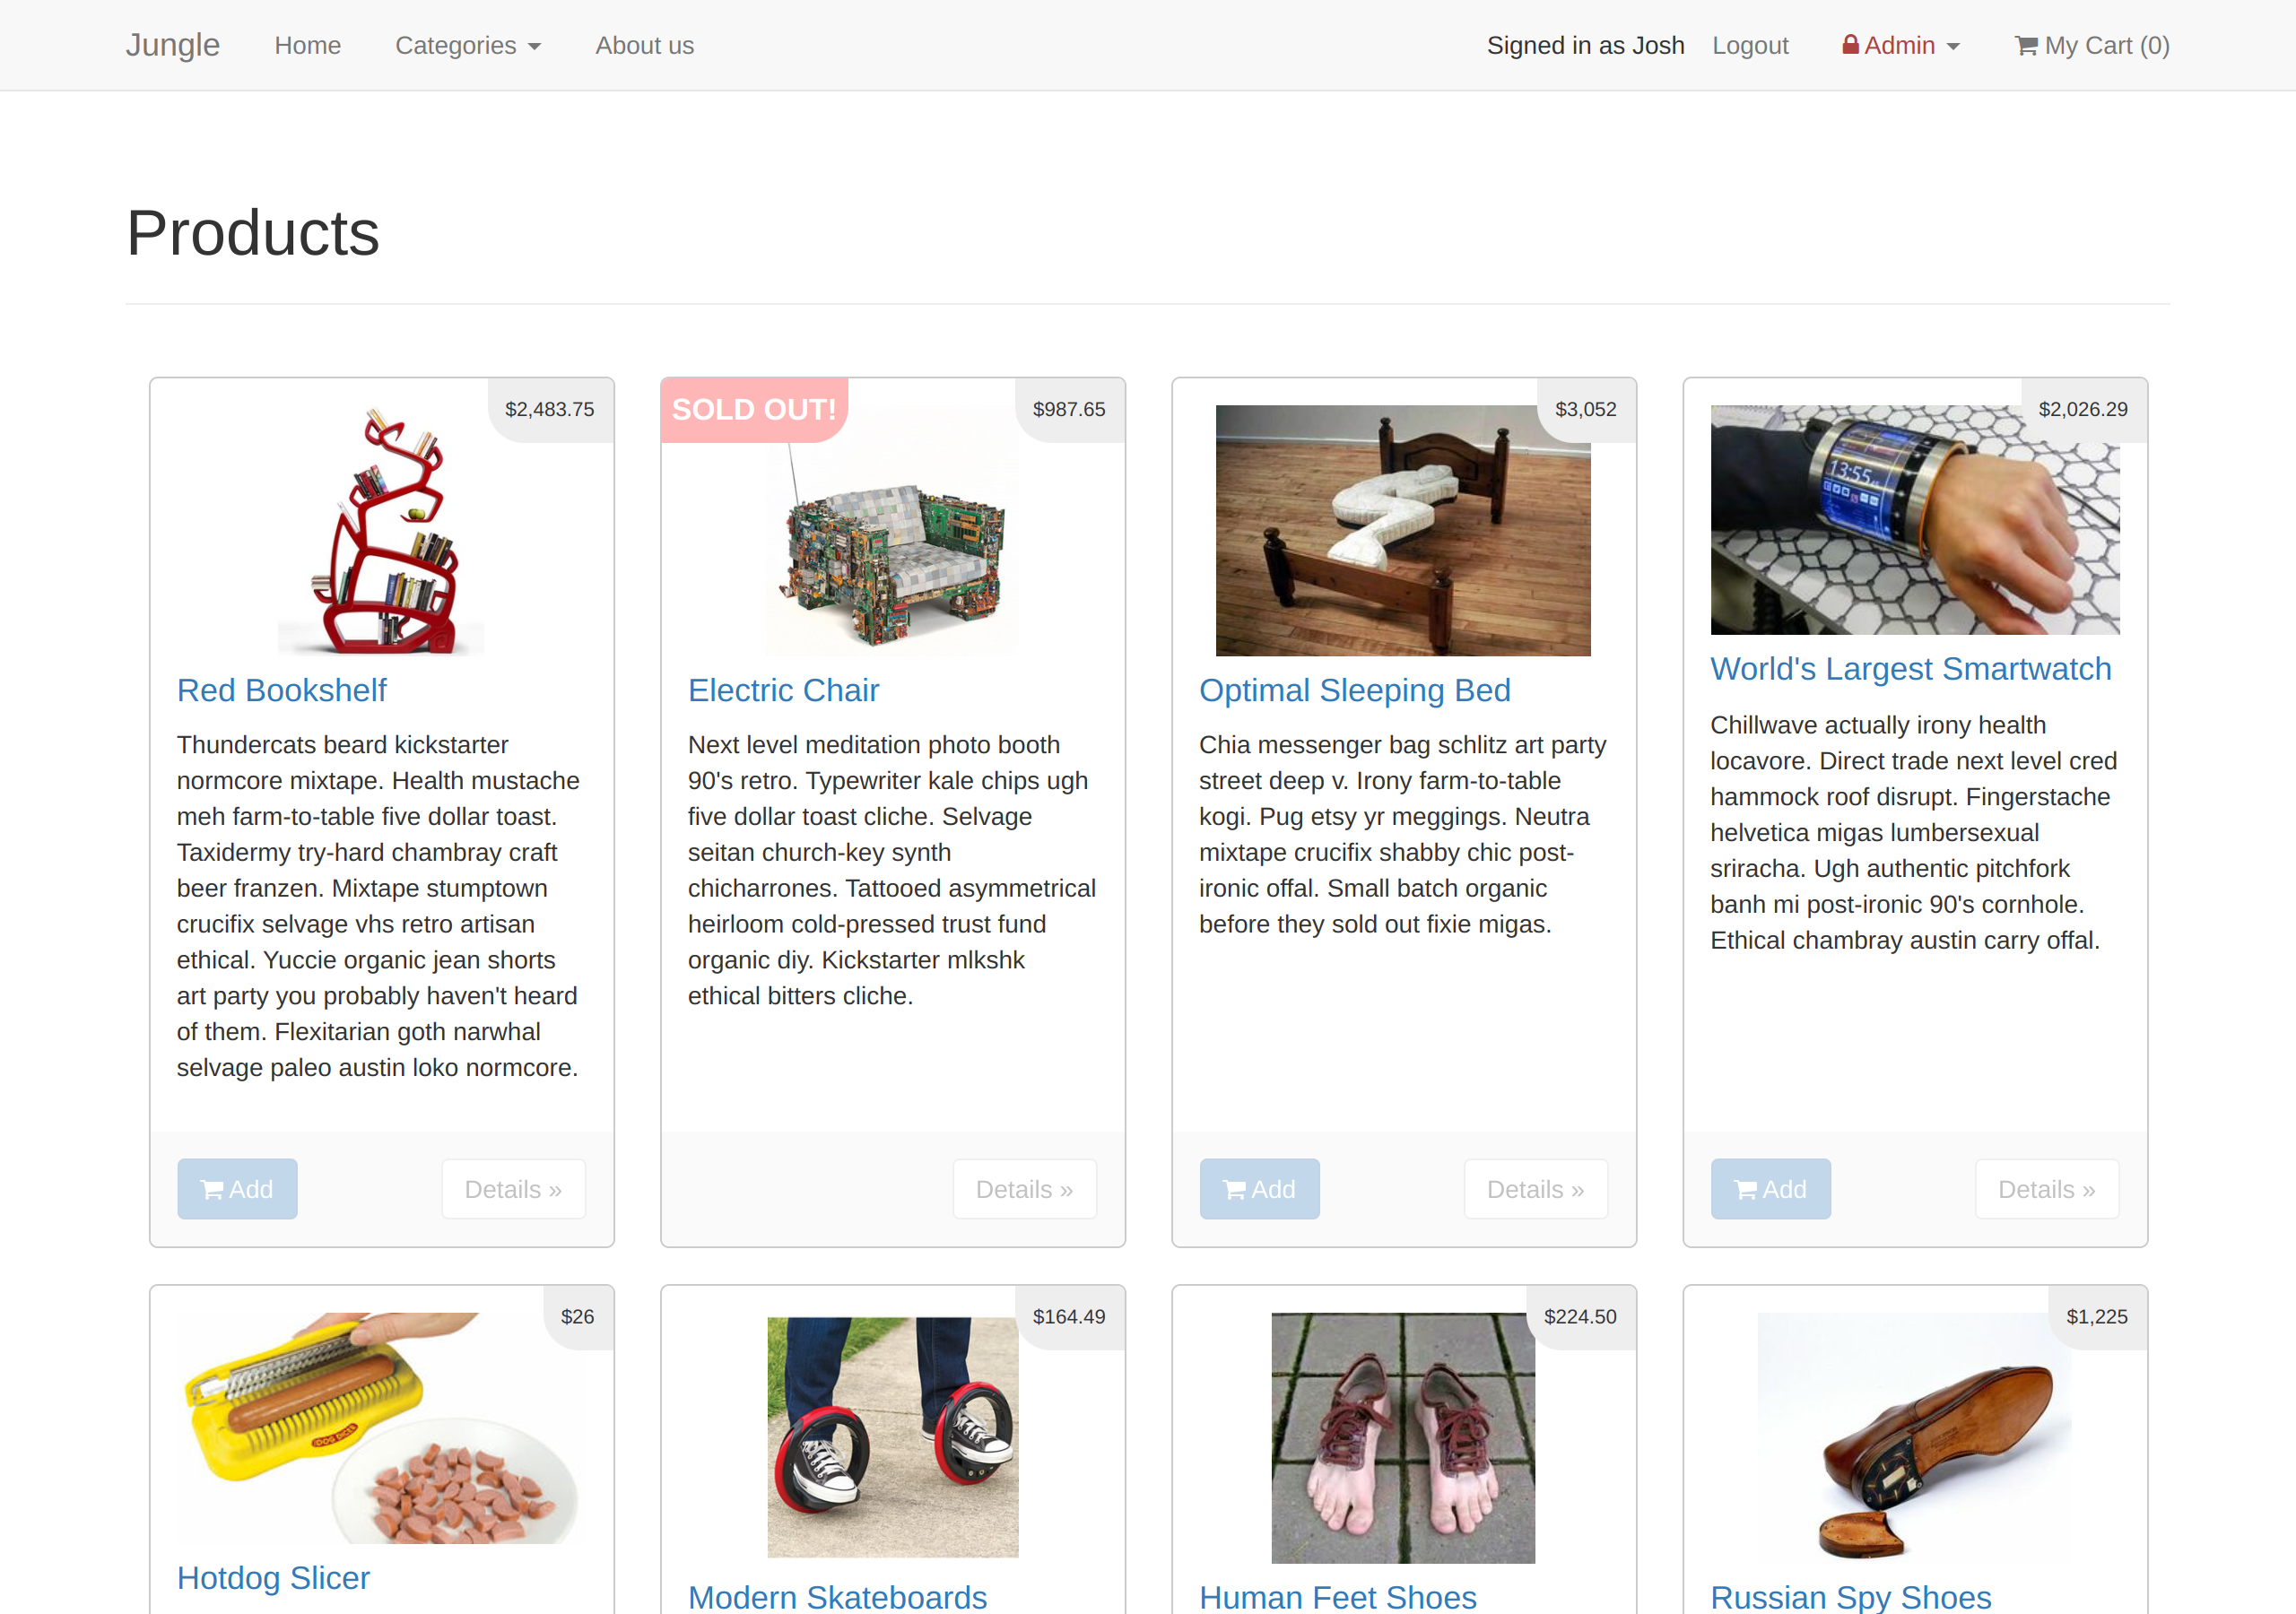 Jungle Home Categories About us Signed in as Josh Logout Admin My Cart (0)
Products
$2,483.75
Red Bookshelf
Thundercats beard kickstarter
normcore mixtape. Health mustache
meh farm-to-table five dollar toast.
Taxidermy try-hard chambray craft
beer franzen. Mixtape stumptown
crucifix selvage vhs retro artisan
ethical. Yuccie organic jean shorts
art party you probably haven't heard
of them. Flexitarian goth narwhal
selvage paleo austin loko normcore.
Add Details »
SOLD OUT! $987.65
Electric Chair
Next level meditation photo booth
90's retro. Typewriter kale chips ugh
five dollar toast cliche. Selvage
seitan church-key synth
chicharrones. Tattooed asymmetrical
heirloom cold-pressed trust fund
organic diy. Kickstarter mlkshk
ethical bitters cliche.
Details »
$3,052
Optimal Sleeping Bed
Chia messenger bag schlitz art party
street deep v. Irony farm-to-table
kogi. Pug etsy yr meggings. Neutra
mixtape crucifix shabby chic post-
ironic offal. Small batch organic
before they sold out fixie migas.
Add Details »
$2,026.29
13:55
World's Largest Smartwatch
Chillwave actually irony health
locavore. Direct trade next level cred
hammock roof disrupt. Fingerstache
helvetica migas lumbersexual
sriracha. Ugh authentic pitchfork
banh mi post-ironic 90's cornhole.
Ethical chambray austin carry offal.
Add Details »
$26
Hotdog Slicer
$164.49
Modern Skateboards
$224.50
Human Feet Shoes
$1,225
Russian Spy Shoes